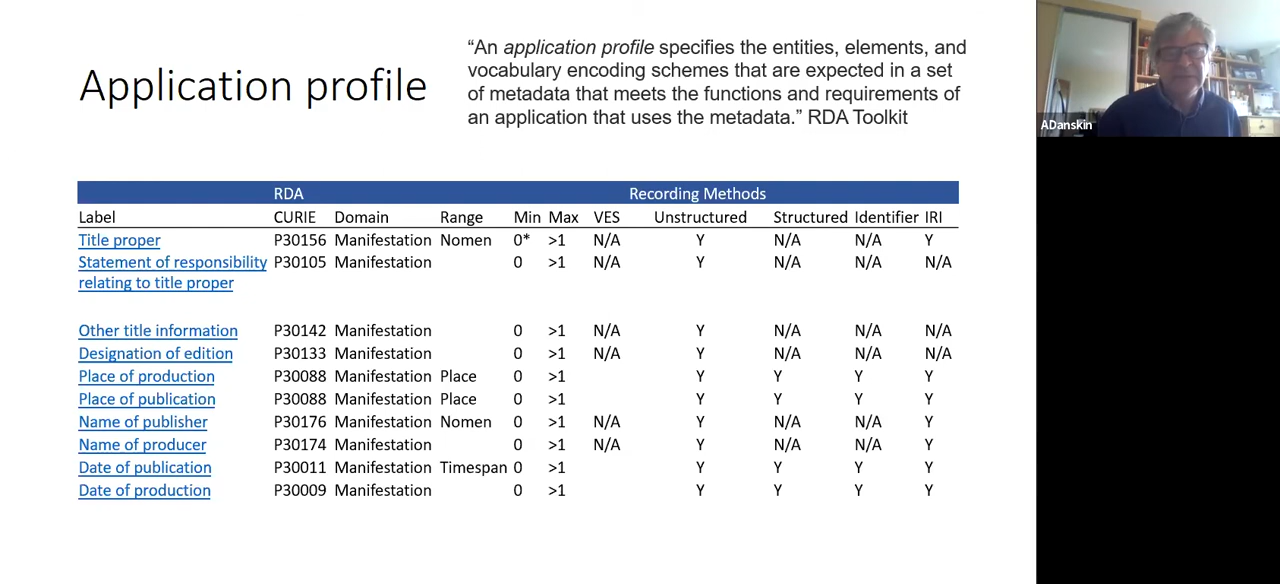 Application profile
“An application profile specifies the entities, elements, and
vocabulary encoding schemes that are expected in a set
of metadata that meets the functions and requirements of
an application that uses the metadata.” RDA Toolkit
ADanskin
RDA Recording Methods
Label CURIE Domain Range Min Max VES Unstructured Structured Identifier IRI
Title proper P30156 Manifestation Nomen 0* >1 N/A Y N/A N/A Y
Statement of responsibility P30105 Manifestation 0 >1 N/A Y N/A N/A N/A
relating to title proper
Other title information P30142 Manifestation 0 >1 N/A Y N/A N/A N/A
Designation of edition P30133 Manifestation 0 >1 N/A Y N/A N/A N/A
Place of production P30088 Manifestation Place 0 >1 Y Y Y Y
Place of publication P30088 Manifestation Place 0 >1 Y Y Y Y
Name of publisher P30176 Manifestation Nomen 0 >1 N/A Y N/A N/A Y
Name of producer P30174 Manifestation 0 >1 N/A Y N/A N/A Y
Date of publication P30011 Manifestation Timespan 0 >1 Y Y Y Y
Date of production P30009 Manifestation 0 >1 Y Y Y Y